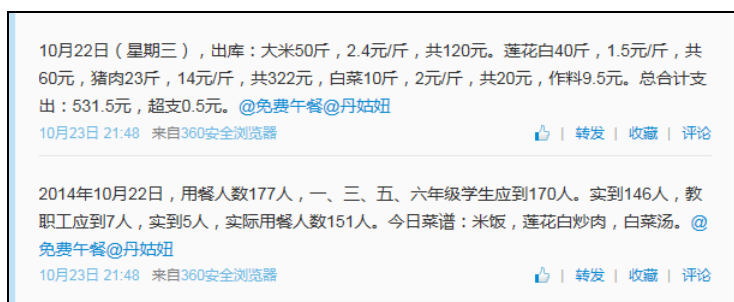 10月22日（星期三），出库：大米50斤，2.4元/斤，共120元。莲花白40斤，1.5元/斤，共
60元，猪肉23斤，14元/斤，共322元，白菜10斤，2元/斤，共20元，作料9.5元。总合计支
出：531.5元，超支0.5元。@免费午餐@丹姑妞
10月23日 21:48 来自360安全浏览器 | 转发 | 收藏 | 评论
2014年10月22日，用餐人数177人，一、三、五、六年级学生应到170人。实到146人，教
职工应到7人，实到5人，实际用餐人数151人。今日菜谱：米饭，莲花白炒肉，白菜汤。@
免费午餐@丹姑妞
10月23日 21:48 来自360安全浏览器 | 转发 | 收藏 | 评论